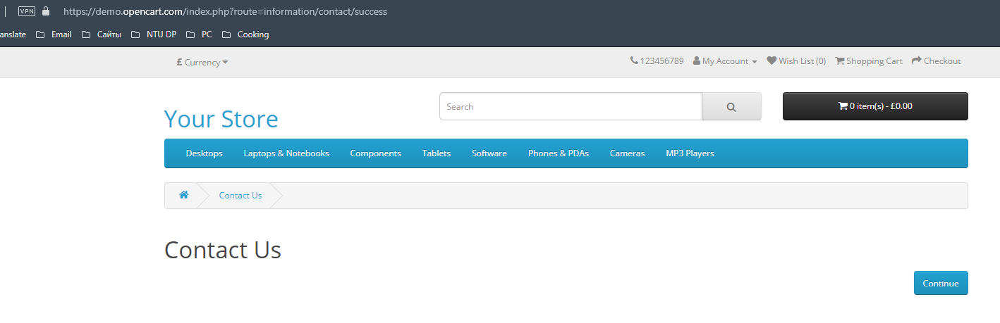 VPN https://demo.opencart.com/index.php?route=information/contact/success
anslate Email Сайты NTU DP PC Cooking
£ Currency 123456789 My Account Wish List (0) Shopping Cart Checkout
Your Store Search 0 item(s) - £0.00
Desktops Laptops & Notebooks Components Tablets Software Phones & PDAs Cameras MP3 Players
Contact Us
Contact Us
Continue